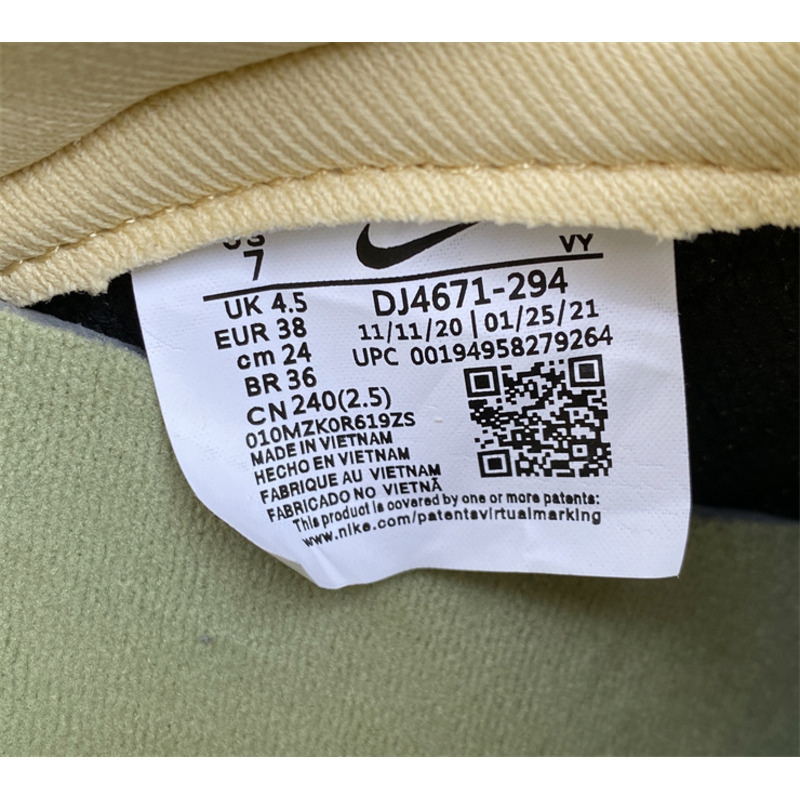 US
7
UK 4.5
EUR 38
cm 24
BR 36
CN 240(2.5)
010MZK0R619ZS
MADE IN VIETNAM
HECHO EN VIETNAM
FABRIQUE AU VIETNAM
FABRICADO NO VIETNÃ
VY
DJ4671-294
11/11/20 | 01/25/21
UPC 00194958279264
This product is covered by one or more patents:
www.nike.com/patentsvirtualmarking